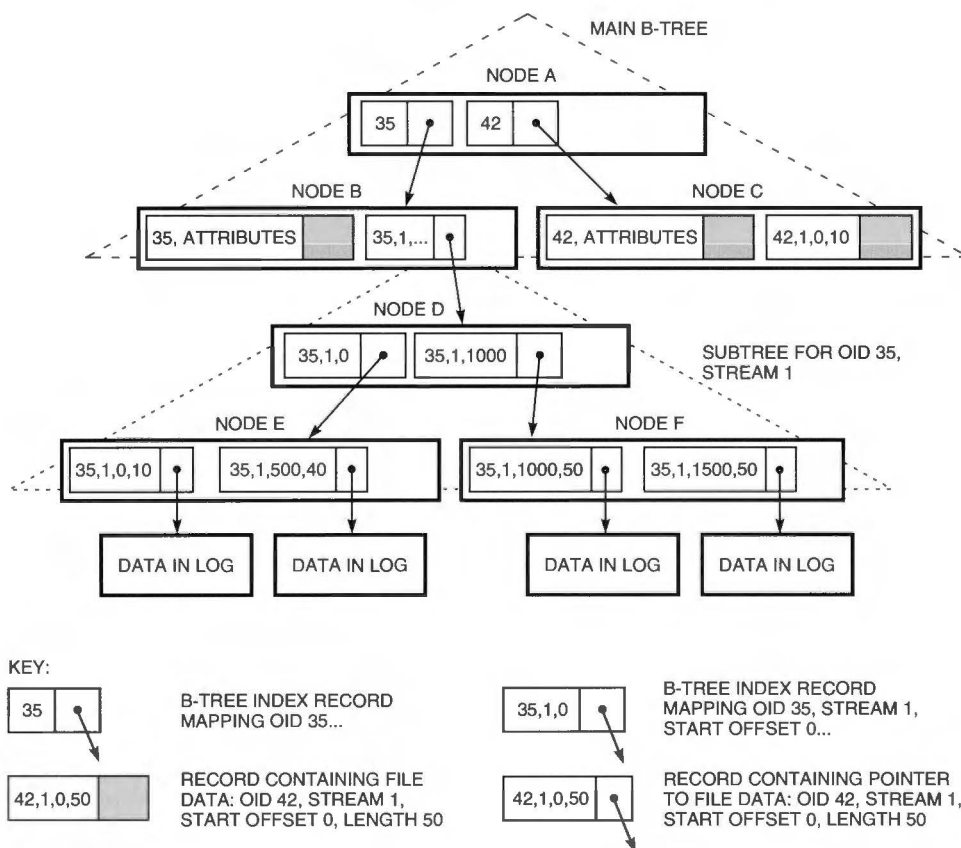 MAIN B-TREE
NODE A
35
42
NODE B
NODE C
35, ATTRIBUTES
35,1,...
42, ATTRIBUTES
42,1,0,10
NODE D
35,1,0
35,1,1000
SUBTREE FOR OID 35,
STREAM 1
NODE E
NODE F
35,1,0,10
35,1,500,40
35,1,1000,50
35,1,1500,50
DATA IN LOG
DATA IN LOG
DATA IN LOG
DATA IN LOG
KEY:
35
B-TREE INDEX RECORD
MAPPING OID 35...
35,1,0
B-TREE INDEX RECORD
MAPPING OID 35, STREAM 1,
START OFFSET 0...
42,1,0,50
RECORD CONTAINING FILE
DATA: OID 42, STREAM 1,
START OFFSET 0, LENGTH 50
42,1,0,50
RECORD CONTAINING POINTER
TO FILE DATA: OID 42, STREAM 1,
START OFFSET 0, LENGTH 50